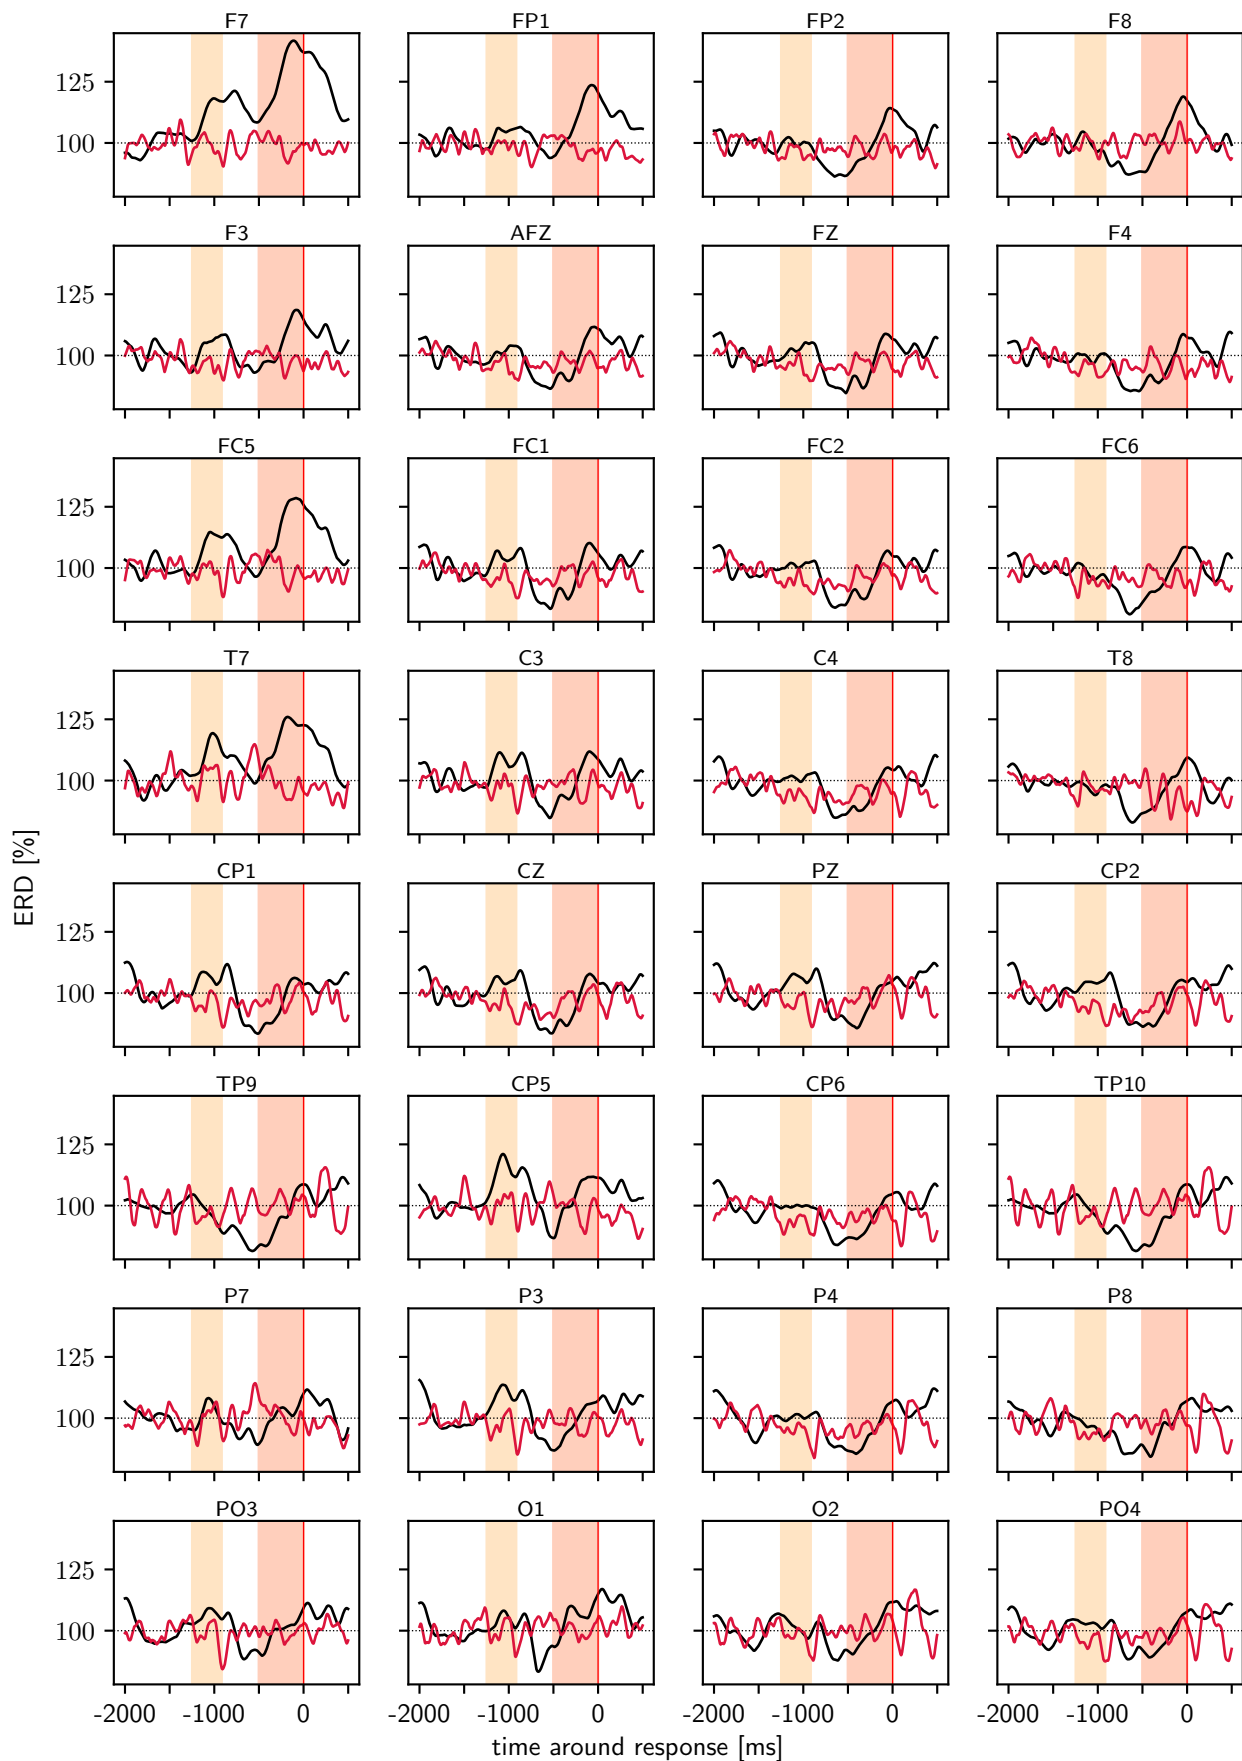 F7 FP1 FP2 F8
125
100
F3 AFZ FZ F4
125
100
FC5 FC1 FC2 FC6
125
100
T7 C3 C4 T8
125
100
ERD [%]
CP1 CZ PZ CP2
125
100
TP9 CP5 CP6 TP10
125
100
P7 P3 P4 P8
125
100
PO3 O1 O2 PO4
125
100
-2000 -1000 0 -2000 -1000 0 -2000 -1000 0 -2000 -1000 0
time around response [ms]